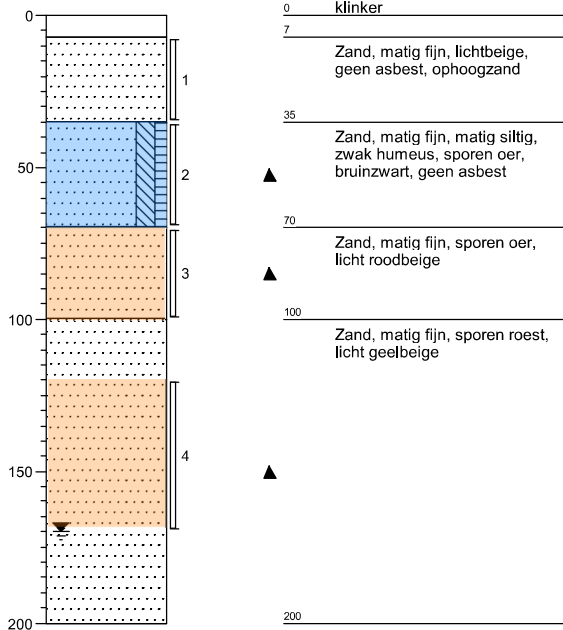 0
klinker
7
Zand, matig fijn, lichtbeige,
geen asbest, ophoogzand
35
Zand, matig fijn, matig siltig,
zwak humeus, sporen oer,
bruinzwart, geen asbest
70
Zand, matig fijn, sporen oer,
licht roodbeige
100
Zand, matig fijn, sporen roest,
licht geelbeige
200
0
50
100
150
200
1
2
3
4